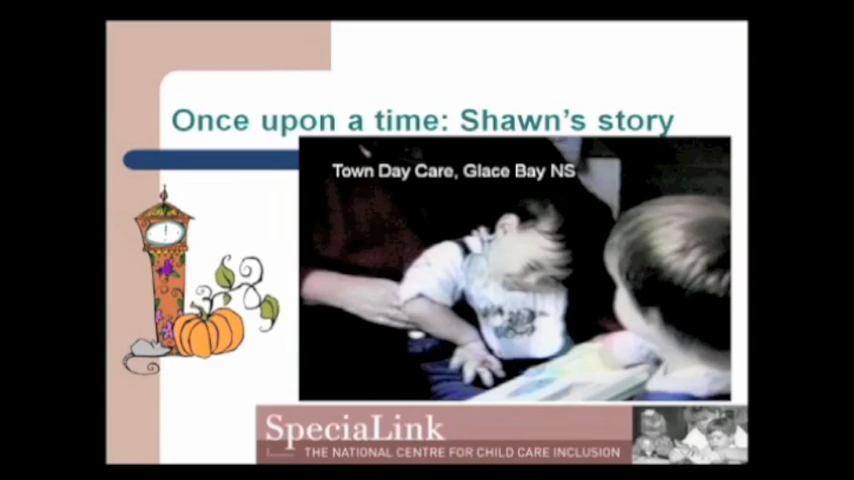 Once upon a time: Shawn's story
Town Day Care, Glace Bay NS
SpeciaLink
THE NATIONAL CENTRE FOR CHILD CARE INCLUSION